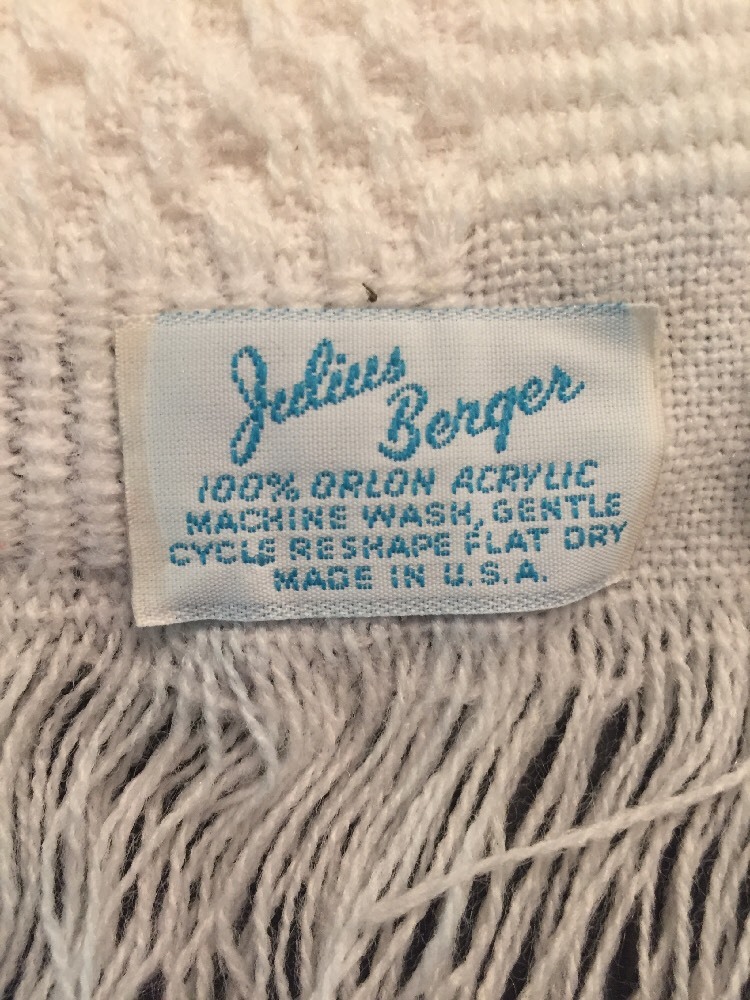 Julius
Berger
100% ORLON ACRYLIC
MACHINE WASH, GENTLE
CYCLE RESHAPE FLAT DRY
MADE IN U.S.A.